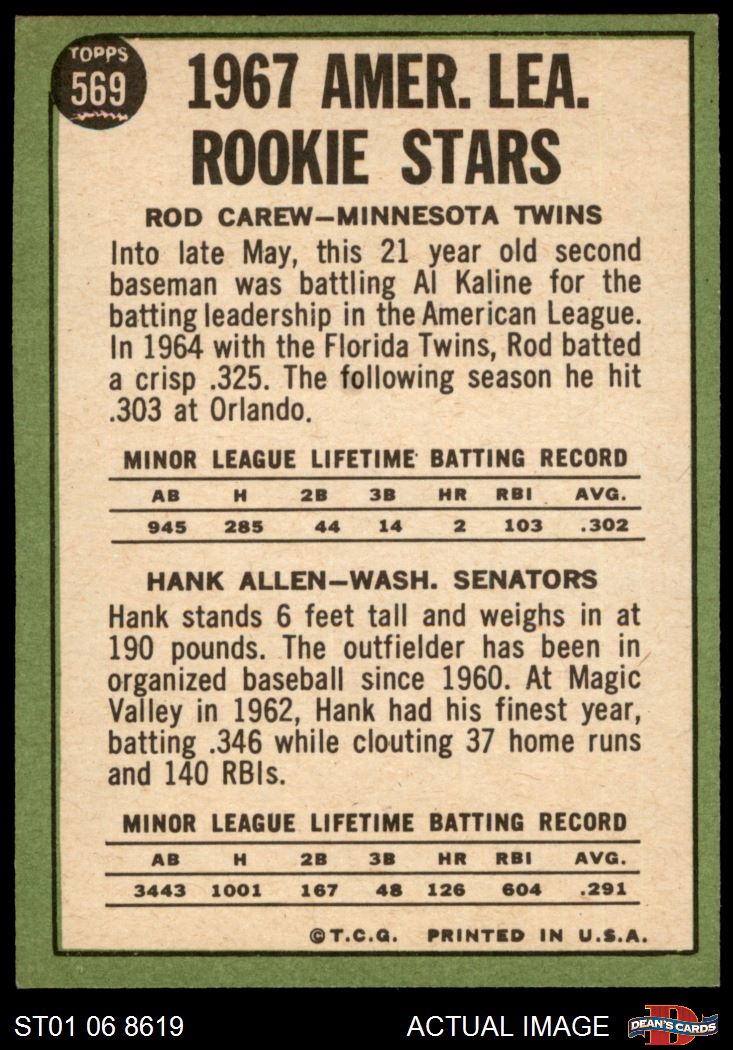 TOPPS
569
1967 AMER. LEA.
ROOKIE STARS
ROD CAREW—MINNESOTA TWINS
Into late May, this 21 year old second
baseman was battling Al Kaline for the
batting leadership in the American League.
In 1964 with the Florida Twins, Rod batted
a crisp .325. The following season he hit
.303 at Orlando.
MINOR LEAGUE LIFETIME BATTING RECORD
AB H 2B 3B HR RBI AVG.
945 285 44 14 2 103 .302
HANK ALLEN—WASH. SENATORS
Hank stands 6 feet tall and weighs in at
190 pounds. The outfielder has been in
organized baseball since 1960. At Magic
Valley in 1962, Hank had his finest year,
batting .346 while clouting 37 home runs
and 140 RBIs.
MINOR LEAGUE LIFETIME BATTING RECORD
AB H 2B 3B HR RBI AVG.
3443 1001 167 48 126 604 .291
©T.C.G. PRINTED IN U.S.A.
ST01 06 8619 ACTUAL IMAGE D DEAN'S CARDS